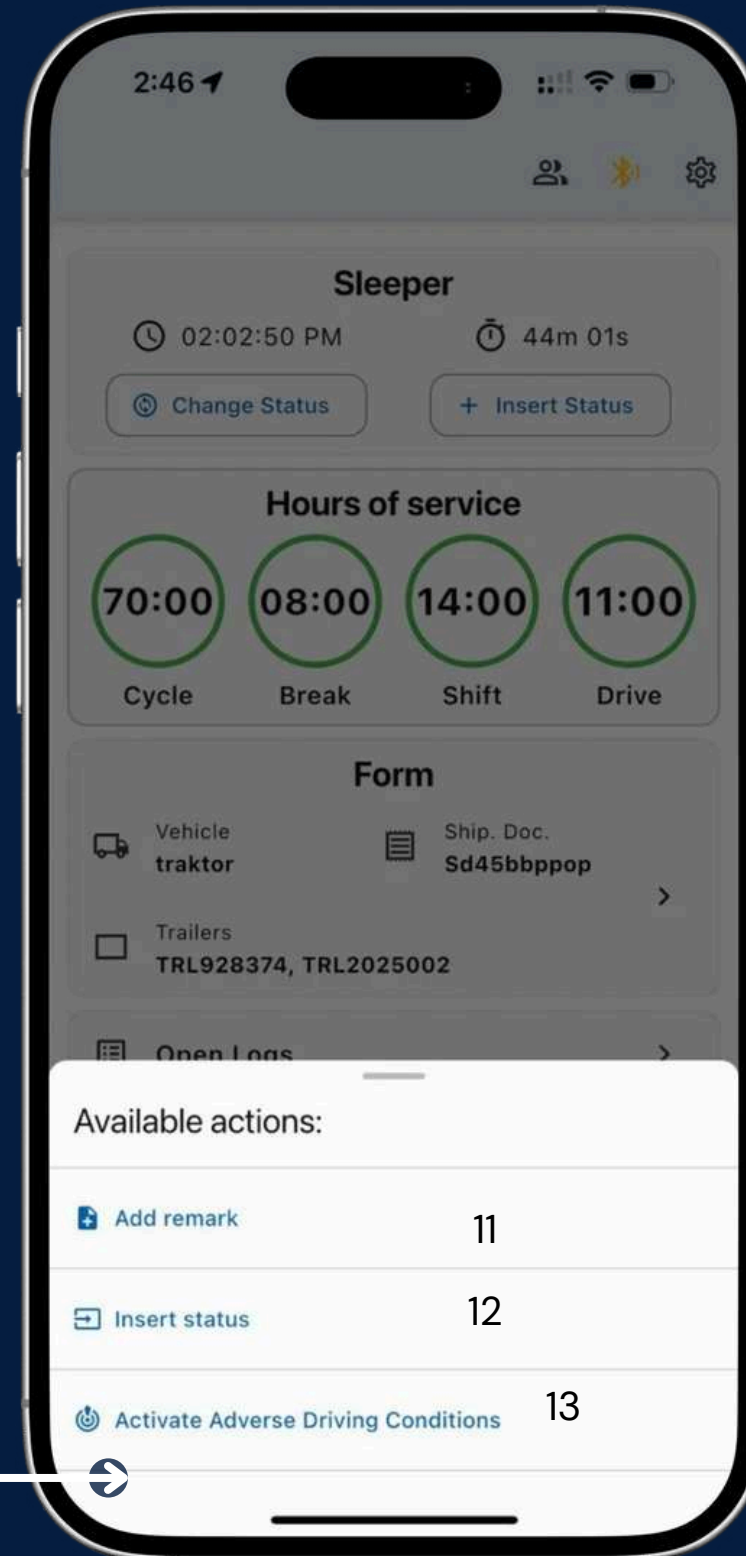 2:46
Sleeper
02:02:50 PM 44m 01s
Change Status + Insert Status
Hours of service
70:00 08:00 14:00 11:00
Cycle Break Shift Drive
Form
Vehicle Ship. Doc.
traktor Sd45bbppop
Trailers
TRL928374, TRL2025002
Open Logs
Available actions:
Add remark 11
Insert status 12
Activate Adverse Driving Conditions 13